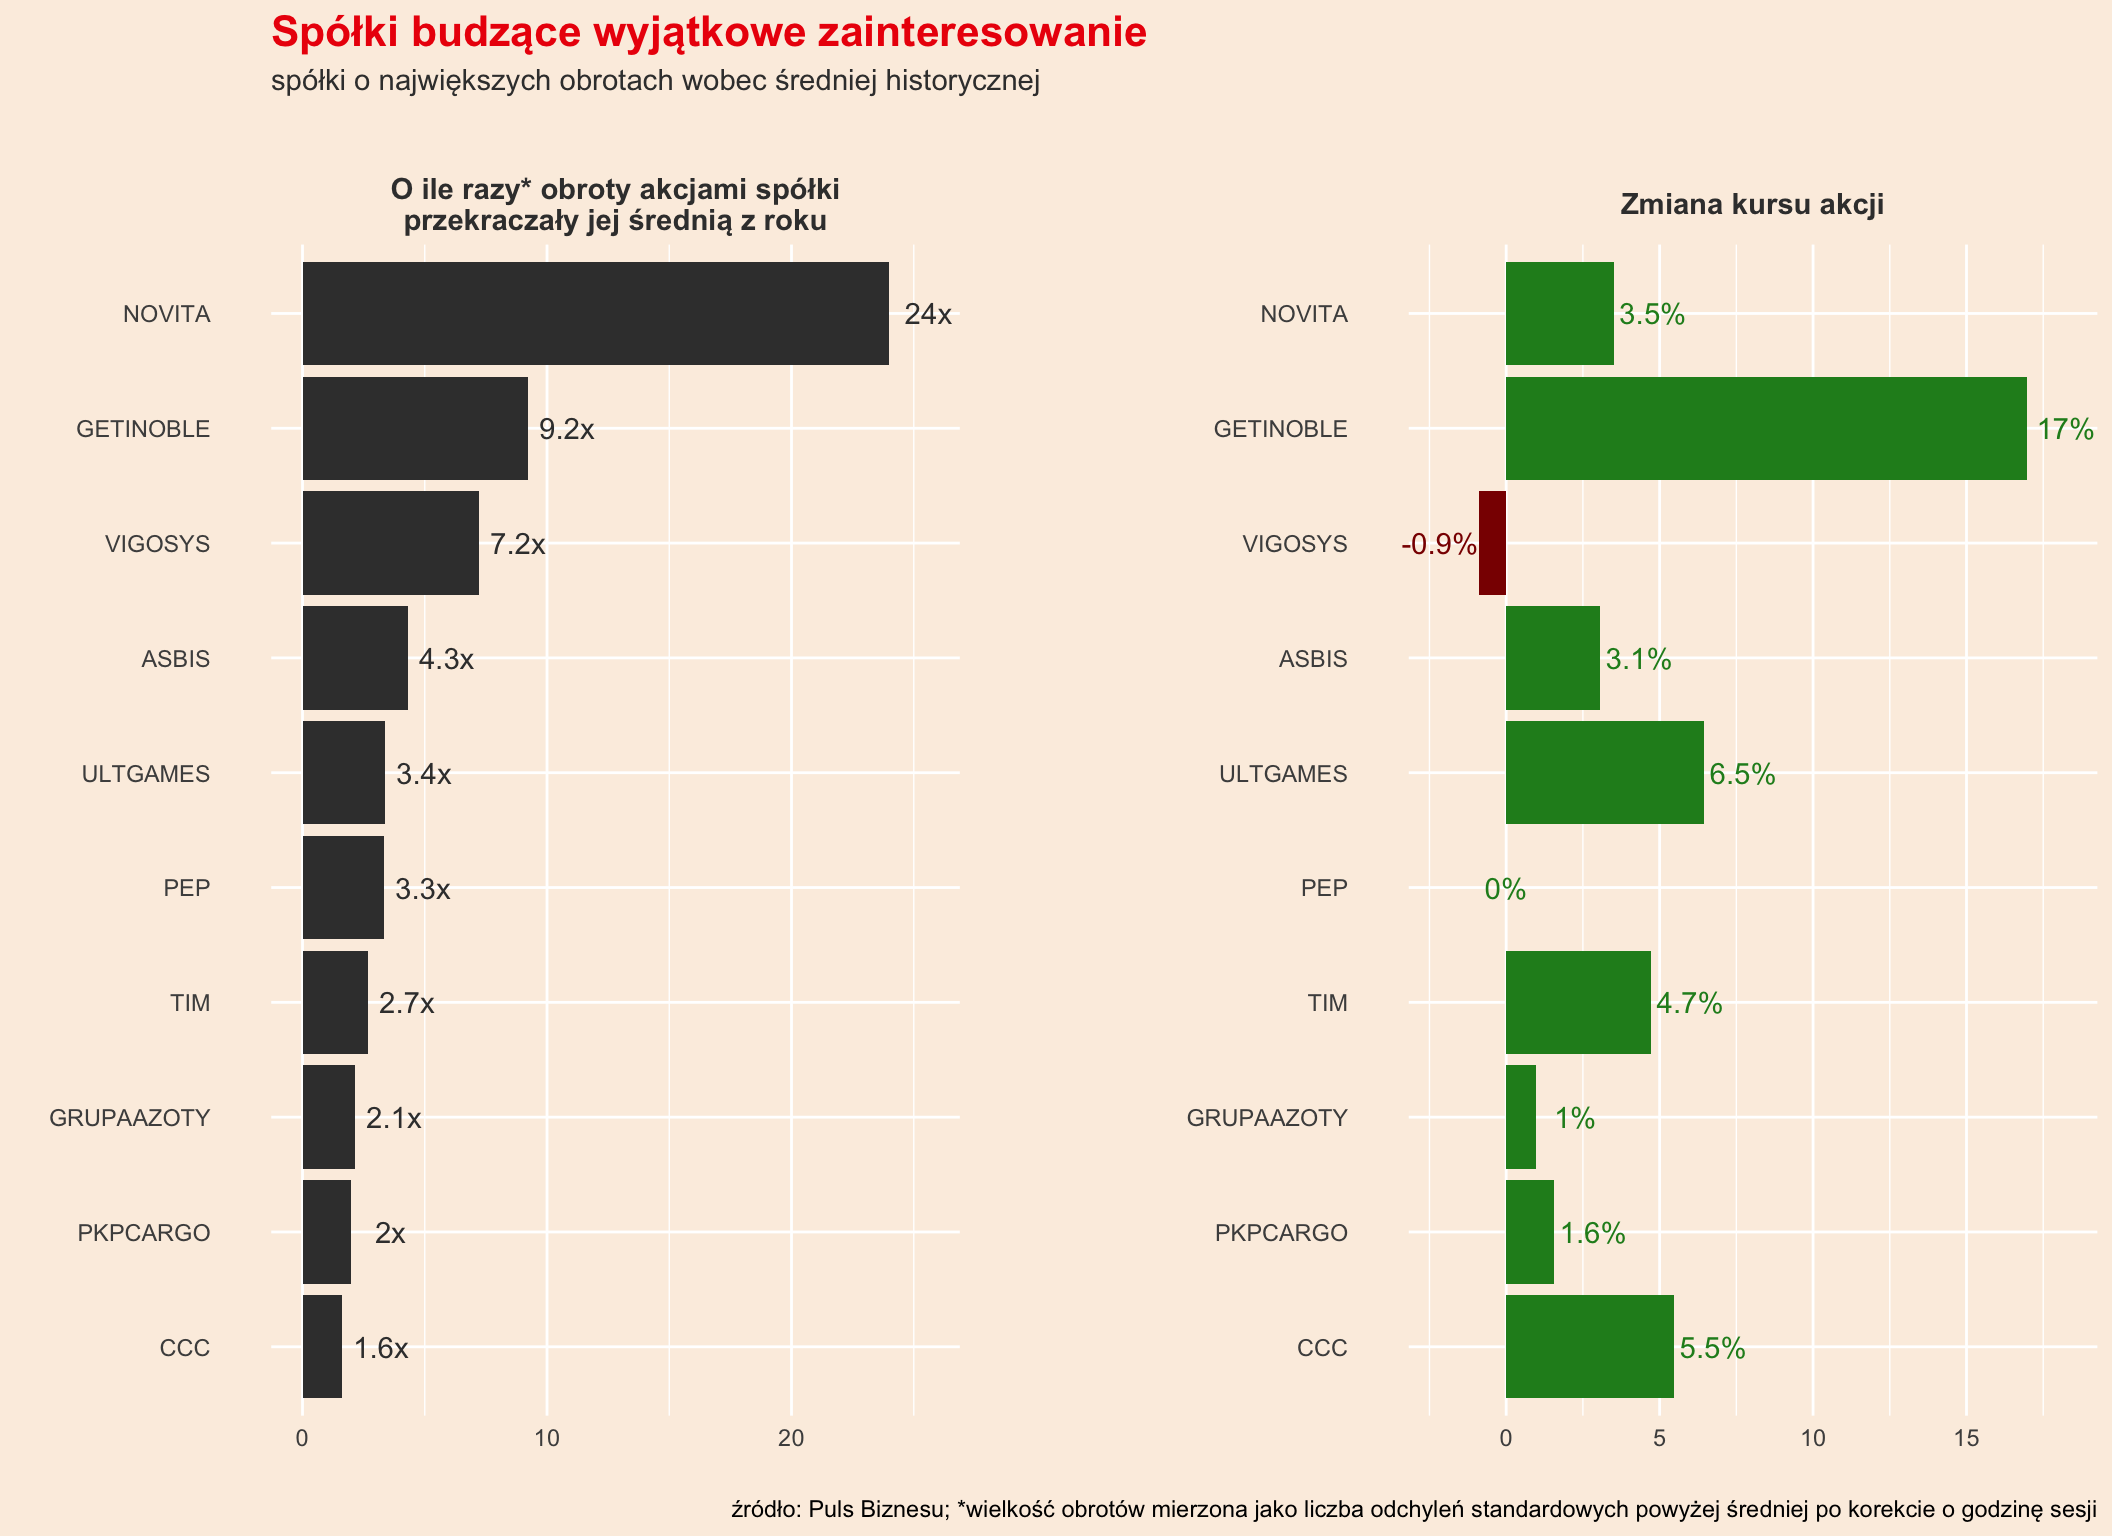 Spółki budzące wyjątkowe zainteresowanie
spółki o największych obrotach wobec średniej historycznej
O ile razy* obroty akcjami spółki
przekraczały jej średnią z roku
NOVITA
24x
GETINOBLE
9.2x
VIGOSYS
7.2x
ASBIS
4.3x
ULTGAMES
3.4x
PEP
3.3x
TIM
2.7x
GRUPAAZOTY
2.1x
PKPCARGO
2x
CCC
1.6x
0 10 20
Zmiana kursu akcji
NOVITA
3.5%
GETINOBLE
17%
VIGOSYS
-0.9%
ASBIS
3.1%
ULTGAMES
6.5%
PEP
0%
TIM
4.7%
GRUPAAZOTY
1%
PKPCARGO
1.6%
CCC
5.5%
0 5 10 15
źródło: Puls Biznesu; *wielkość obrotów mierzona jako liczba odchyleń standardowych powyżej średniej po korekcie o godzinę sesji